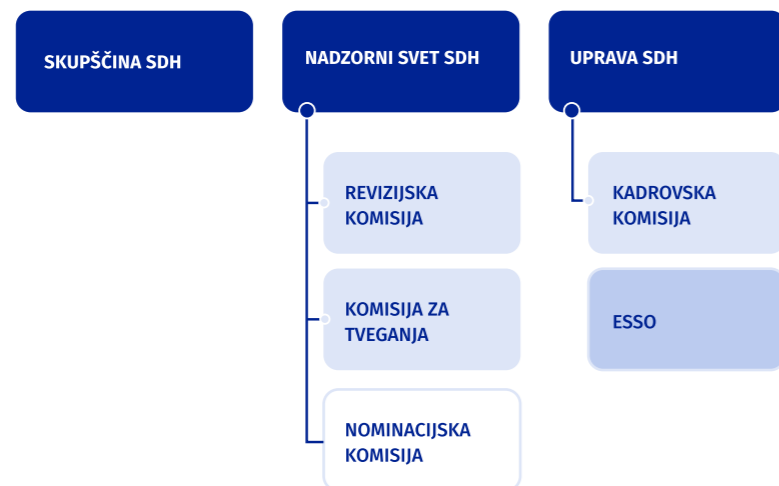 SKUPŠČINA SDH
NADZORNI SVET SDH
UPRAVA SDH
REVIZIJSKA
KOMISIJA
KADROVSKA
KOMISIJA
KOMISIJA ZA
TVEGANJA
ESSO
NOMINACIJSKA
KOMISIJA